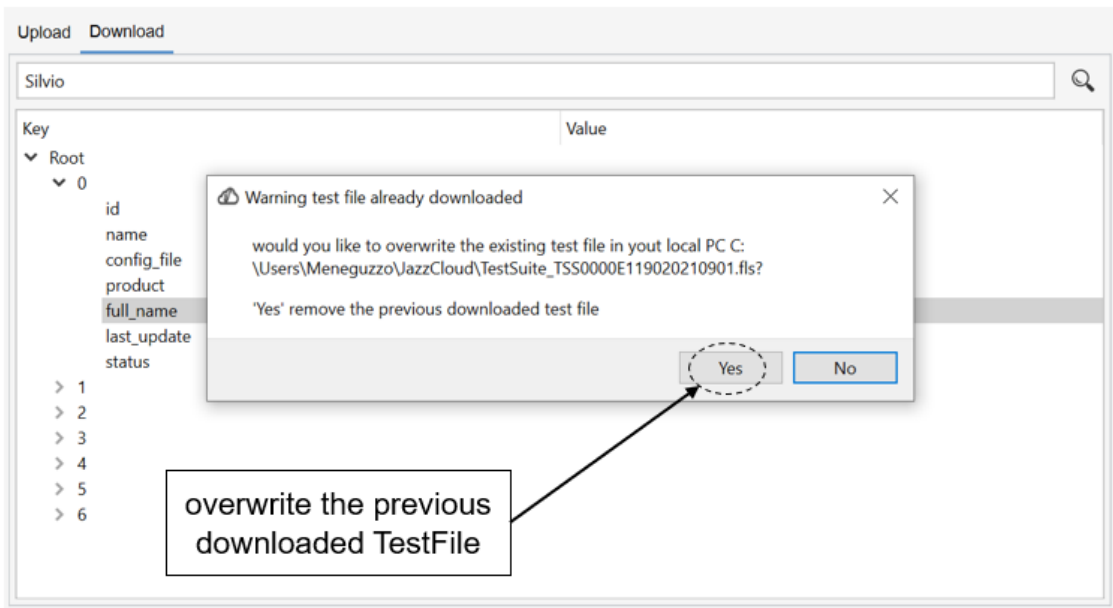 Upload Download
Silvio
Key Value
Root
0
id
name
config_file
product
full_name
last_update
status
1
2
3
4
5
6
Warning test file already downloaded
would you like to overwrite the existing test file in yout local PC C:
\Users\Meneguzzo\JazzCloud\TestSuite_TSS0000E119020210901.fls?
'Yes' remove the previous downloaded test file
Yes No
overwrite the previous
downloaded TestFile